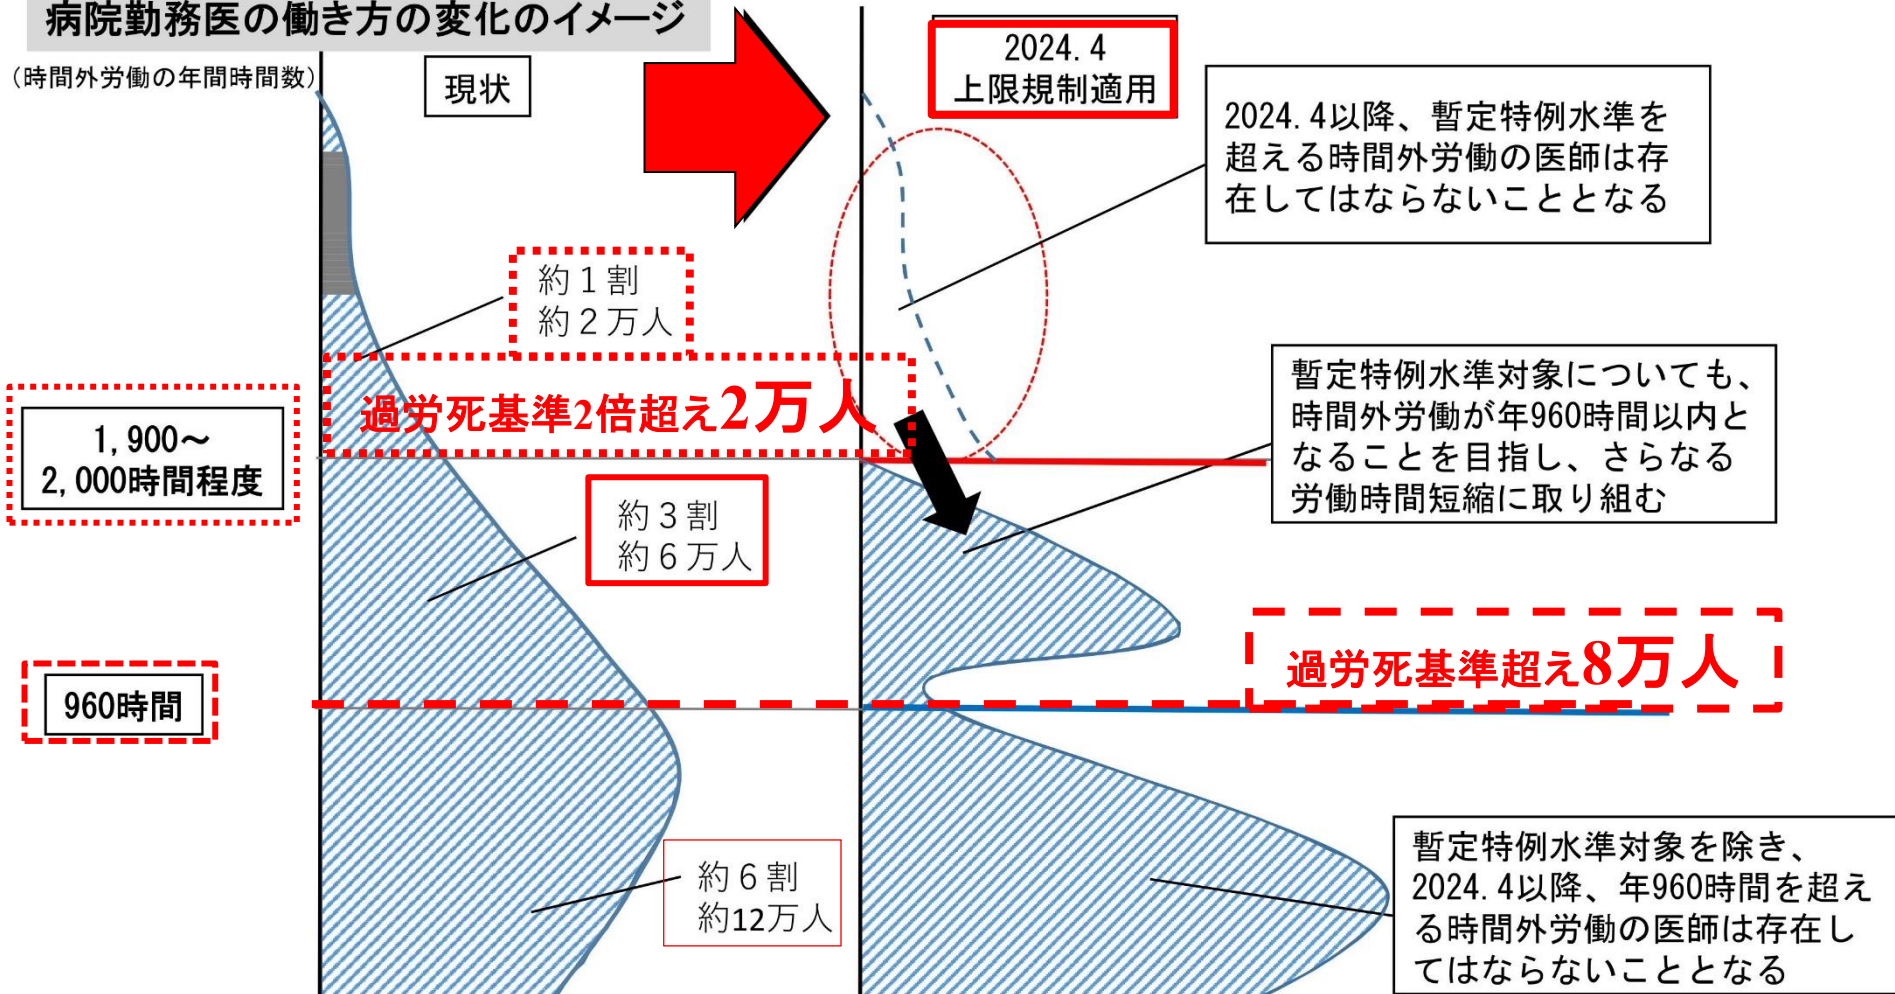 病院勤務医の働き方の変化のイメージ
(時間外労働の年間時間数)
現状
2024.4
上限規制適用
2024.4以降、暫定特例水準を
超える時間外労働の医師は存
在してはならないこととなる
約１割
約２万人
過労死基準2倍超え2万人
1,900～
2,000時間程度
暫定特例水準対象についても、
時間外労働が年960時間以内と
なることを目指し、さらなる
労働時間短縮に取り組む
約３割
約６万人
過労死基準超え8万人
960時間
約６割
約12万人
暫定特例水準対象を除き、
2024.4以降、年960時間を超え
る時間外労働の医師は存在し
てはならないこととなる